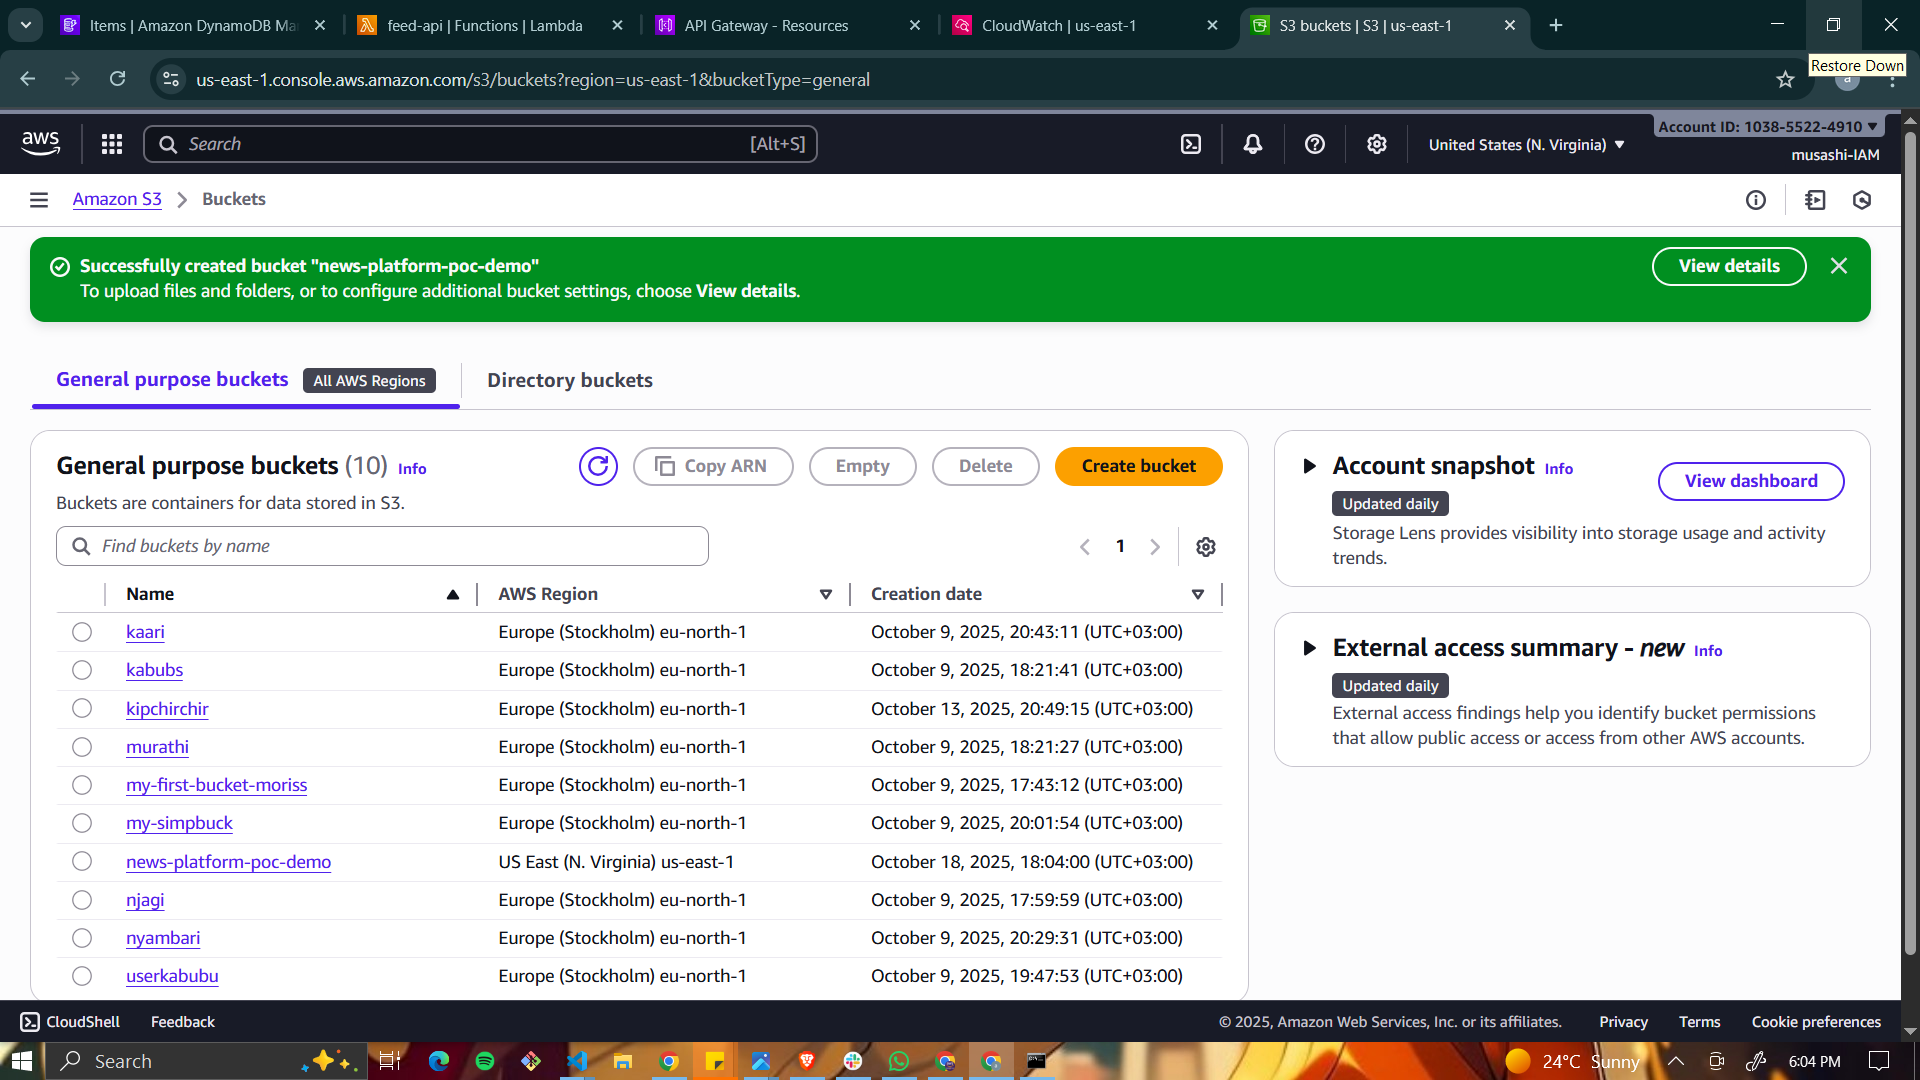 Items | Amazon DynamoDB Ma
feed-api | Functions | Lambda
API Gateway - Resources
CloudWatch | us-east-1
S3 buckets | S3 | us-east-1
us-east-1.console.aws.amazon.com/s3/buckets?region=us-east-1&bucketType=general
Restore Down
a
aws
Search
[Alt+S]
United States (N. Virginia)
Account ID: 1038-5522-4910
musashi-IAM
Amazon S3
Buckets
Successfully created bucket "news-platform-poc-demo"
To upload files and folders, or to configure additional bucket settings, choose View details.
View details
General purpose buckets
All AWS Regions
Directory buckets
General purpose buckets (10) Info
Copy ARN
Empty
Delete
Create bucket
Buckets are containers for data stored in S3.
Find buckets by name
1
Name
AWS Region
Creation date
kaari Europe (Stockholm) eu-north-1 October 9, 2025, 20:43:11 (UTC+03:00)
kabubs Europe (Stockholm) eu-north-1 October 9, 2025, 18:21:41 (UTC+03:00)
kipchirchir Europe (Stockholm) eu-north-1 October 13, 2025, 20:49:15 (UTC+03:00)
murathi Europe (Stockholm) eu-north-1 October 9, 2025, 18:21:27 (UTC+03:00)
my-first-bucket-moriss Europe (Stockholm) eu-north-1 October 9, 2025, 17:43:12 (UTC+03:00)
my-simpbuck Europe (Stockholm) eu-north-1 October 9, 2025, 20:01:54 (UTC+03:00)
news-platform-poc-demo US East (N. Virginia) us-east-1 October 18, 2025, 18:04:00 (UTC+03:00)
njagi Europe (Stockholm) eu-north-1 October 9, 2025, 17:59:59 (UTC+03:00)
nyambari Europe (Stockholm) eu-north-1 October 9, 2025, 20:29:31 (UTC+03:00)
userkabubu Europe (Stockholm) eu-north-1 October 9, 2025, 19:47:53 (UTC+03:00)
Account snapshot Info
View dashboard
Updated daily
Storage Lens provides visibility into storage usage and activity
trends.
External access summary - new Info
Updated daily
External access findings help you identify bucket permissions
that allow public access or access from other AWS accounts.
CloudShell
Feedback
© 2025, Amazon Web Services, Inc. or its affiliates.
Privacy
Terms
Cookie preferences
Search
24°C Sunny
6:04 PM